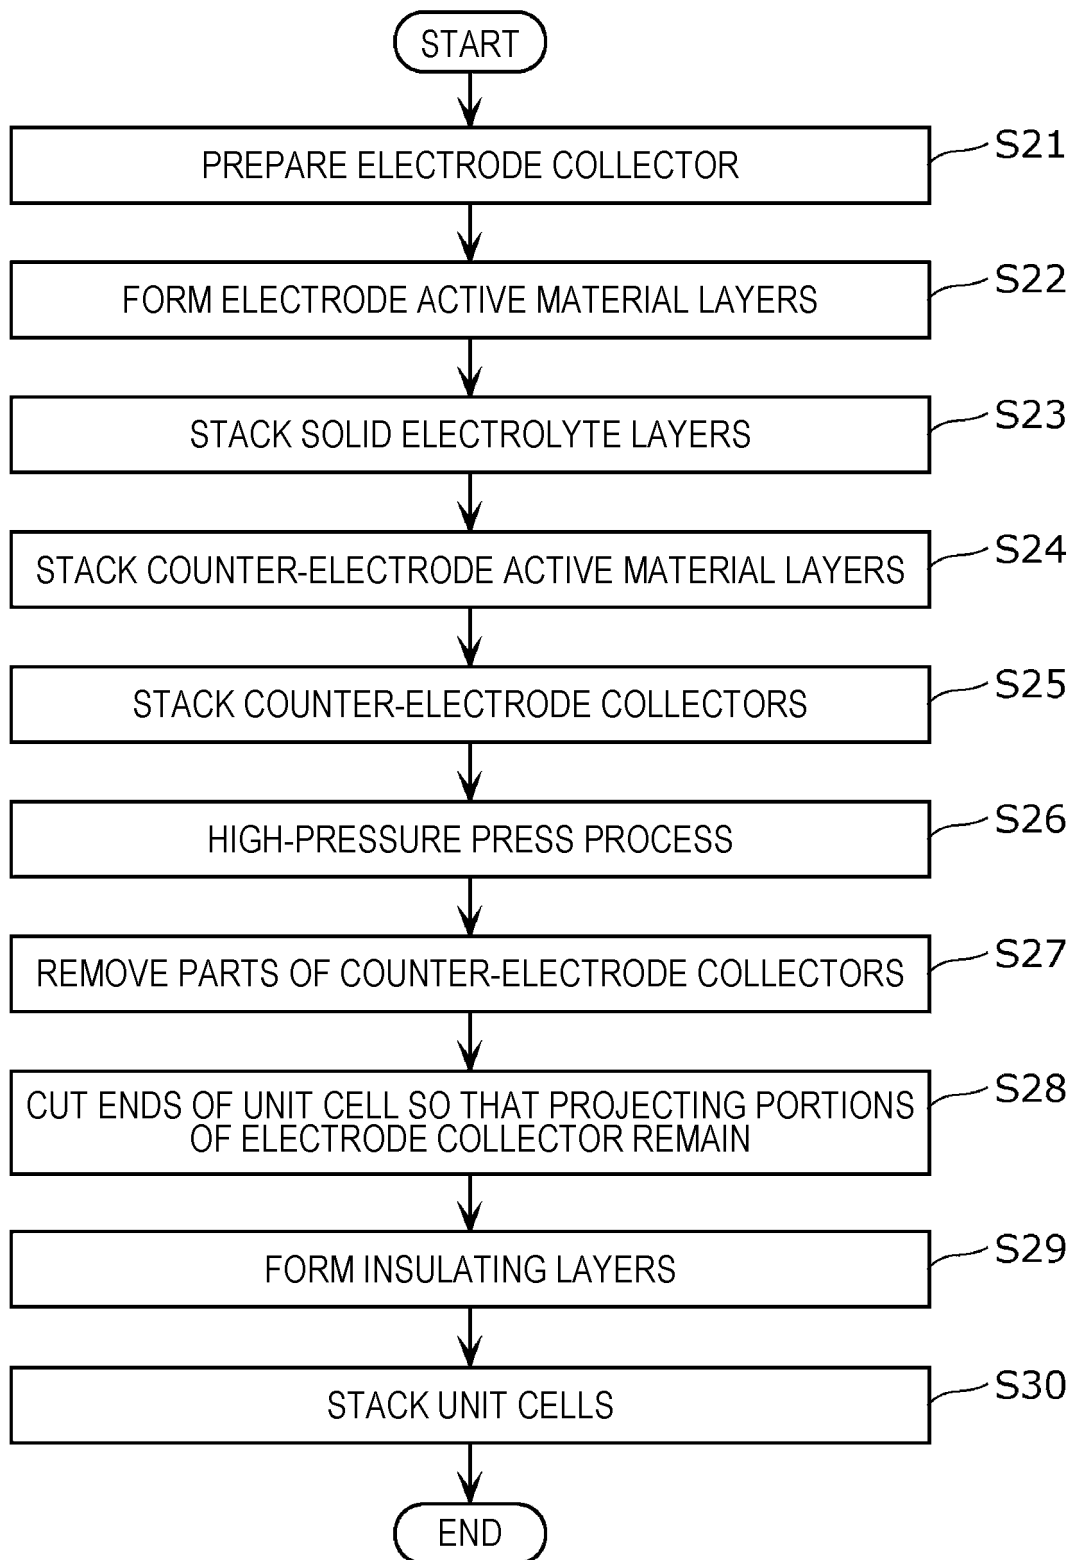 START
PREPARE ELECTRODE COLLECTOR
S21
FORM ELECTRODE ACTIVE MATERIAL LAYERS
S22
STACK SOLID ELECTROLYTE LAYERS
S23
STACK COUNTER-ELECTRODE ACTIVE MATERIAL LAYERS
S24
STACK COUNTER-ELECTRODE COLLECTORS
S25
HIGH-PRESSURE PRESS PROCESS
S26
REMOVE PARTS OF COUNTER-ELECTRODE COLLECTORS
S27
CUT ENDS OF UNIT CELL SO THAT PROJECTING PORTIONS
OF ELECTRODE COLLECTOR REMAIN
S28
FORM INSULATING LAYERS
S29
STACK UNIT CELLS
S30
END